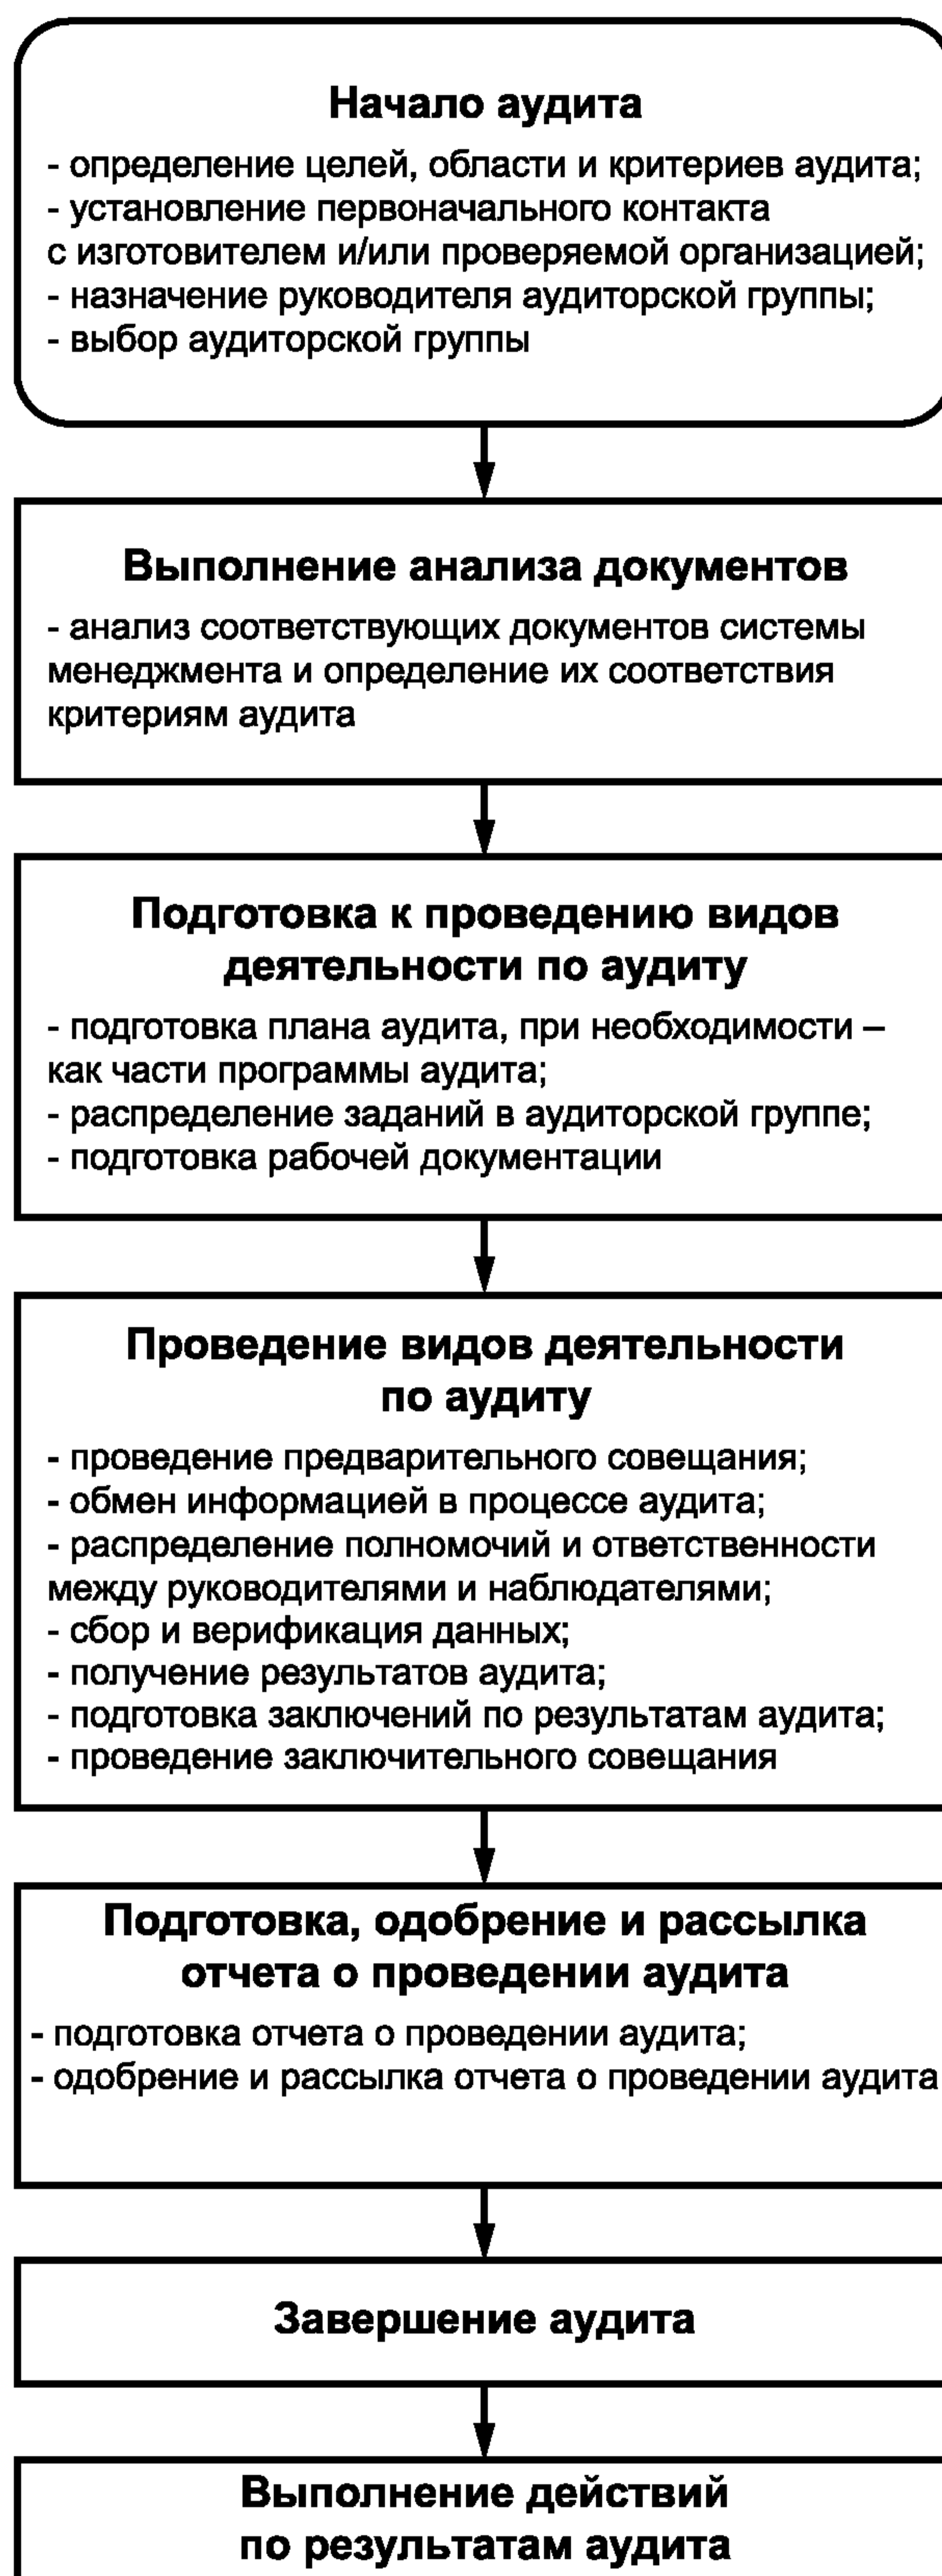 Начало аудита
- определение целей, области и критериев аудита;
- установление первоначального контакта
с изготовителем и/или проверяемой организацией;
- назначение руководителя аудиторской группы;
- выбор аудиторской группы
Выполнение анализа документов
- анализ соответствующих документов системы
менеджмента и определение их соответствия
критериям аудита
Подготовка к проведению видов
деятельности по аудиту
- подготовка плана аудита, при необходимости –
как части программы аудита;
- распределение заданий в аудиторской группе;
- подготовка рабочей документации
Проведение видов деятельности
по аудиту
- проведение предварительного совещания;
- обмен информацией в процессе аудита;
- распределение полномочий и ответственности
между руководителями и наблюдателями;
- сбор и верификация данных;
- получение результатов аудита;
- подготовка заключений по результатам аудита;
- проведение заключительного совещания
Подготовка, одобрение и рассылка
отчета о проведении аудита
- подготовка отчета о проведении аудита;
- одобрение и рассылка отчета о проведении аудита
Завершение аудита
Выполнение действий
по результатам аудита